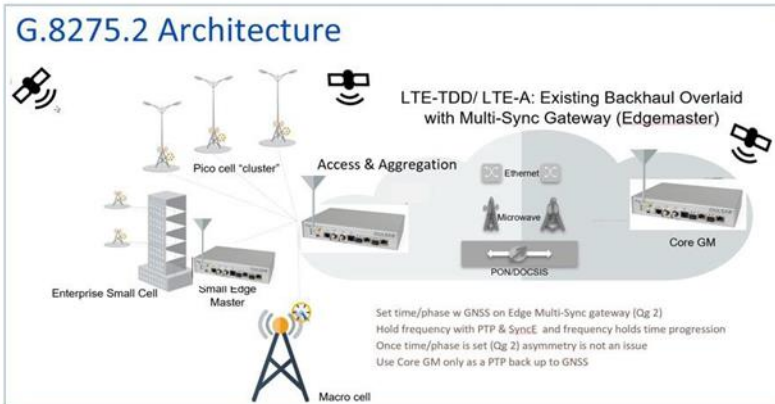 G.8275.2 Architecture
LTE-TDD/ LTE-A: Existing Backhaul Overlaid
with Multi-Sync Gateway (Edgemaster)
Pico cell "cluster"
Access & Aggregation
Ethernet
Microwave
PON/DOCSIS
Core GM
Enterprise Small Cell
Small Edge
Master
Macro cell
Set time/phase w GNSS on Edge Multi-Sync gateway (Qg 2)
Hold frequency with PTP & SyncE and frequency holds time progression
Once time/phase is set (Qg 2) asymmetry is not an issue
Use Core GM only as a PTP back up to GNSS